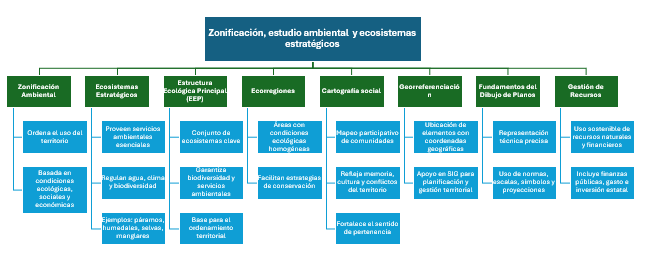 Zonificación, estudio ambiental y ecosistemas
estratégicos
Zonificación
Ambiental
Ordena el uso del
territorio
Basada en
condiciones
ecológicas,
sociales y
económicas
Ecosistemas
Estratégicos
Proveen servicios
ambientales
esenciales
Regulan agua, clima
y biodiversidad
Ejemplos: páramos,
humedales, selvas,
manglares
Estructura
Ecológica Principal
(EEP)
Conjunto de
ecosistemas clave
Garantiza
biodiversidad y
servicios
ambientales
Base para el
ordenamiento
territorial
Ecorregiones
Áreas con
condiciones
ecológicas
homogéneas
Facilitan estrategias
de conservación
Cartografía social
Mapeo participativo
de comunidades
Refleja memoria,
cultura y conflictos
del territorio
Fortalece el sentido
de pertenencia
Georreferenciació
n
Ubicación de
elementos con
coordenadas
geográficas
Apoyo en SIG para
planificación y
gestión territorial
Fundamentos del
Dibujo de Planos
Representación
técnica precisa
Uso de normas,
escalas, símbolos y
proyecciones
Gestión de
Recursos
Uso sostenible de
recursos naturales
y financieros
Incluye finanzas
públicas, gasto e
inversión estatal